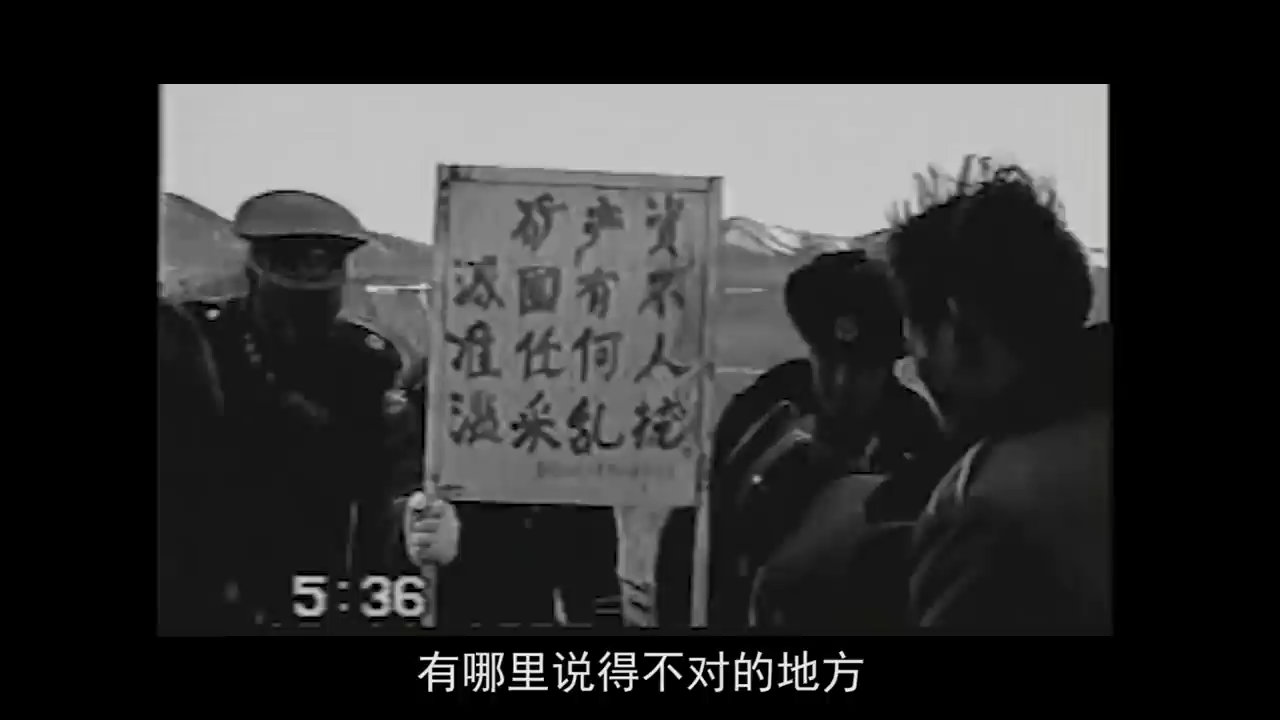 矿产资
源国有不
准任何人
滥采乱挖
5:36
有哪里说得不对的地方